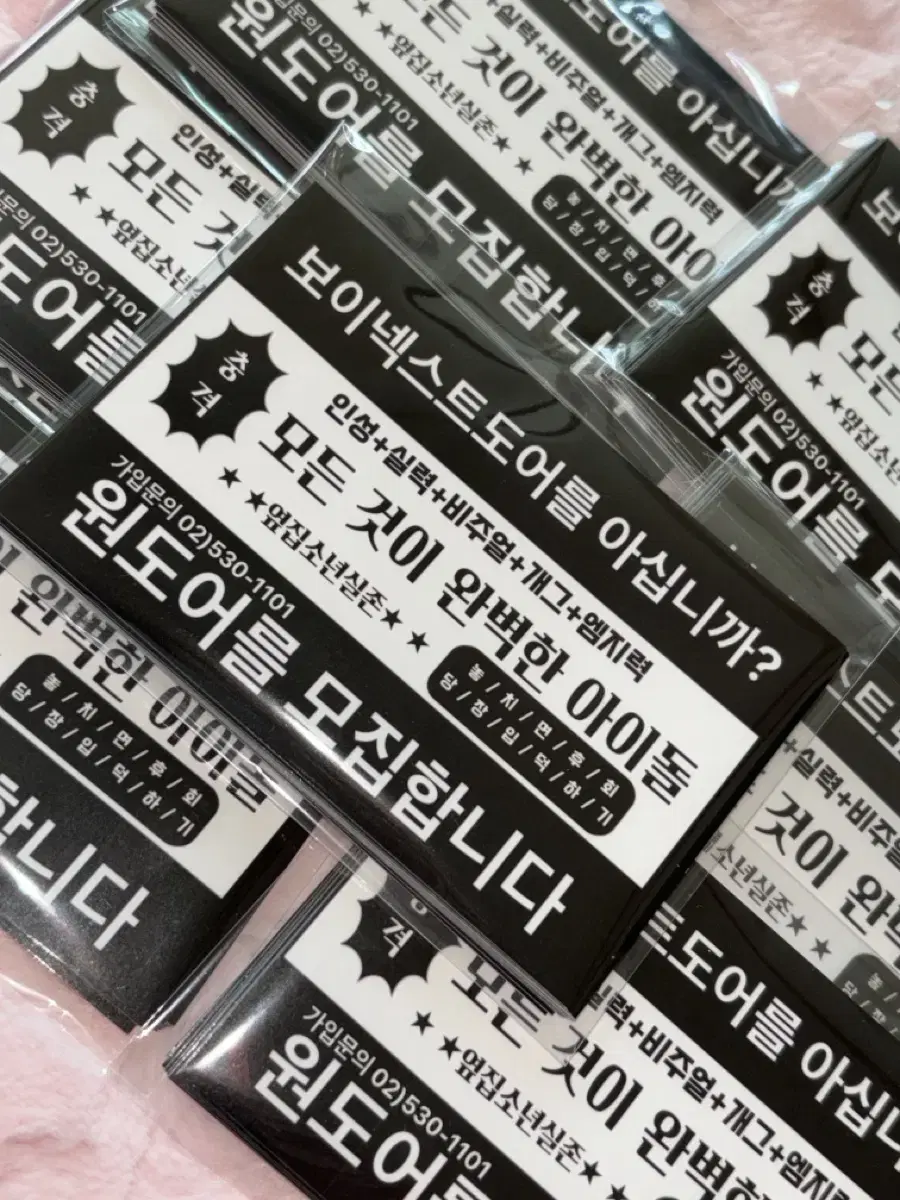 보이넥스트도어를 아십니까?
충격
인성+실력+비주얼+개그+엠지력
모든 것이 완벽한 아이돌
★ ★옆집소년실존★ ★
놓/치/면/후/회
당/장/입/덕/하/기
가입문의 02)530-1101
원도어를 모집합니다